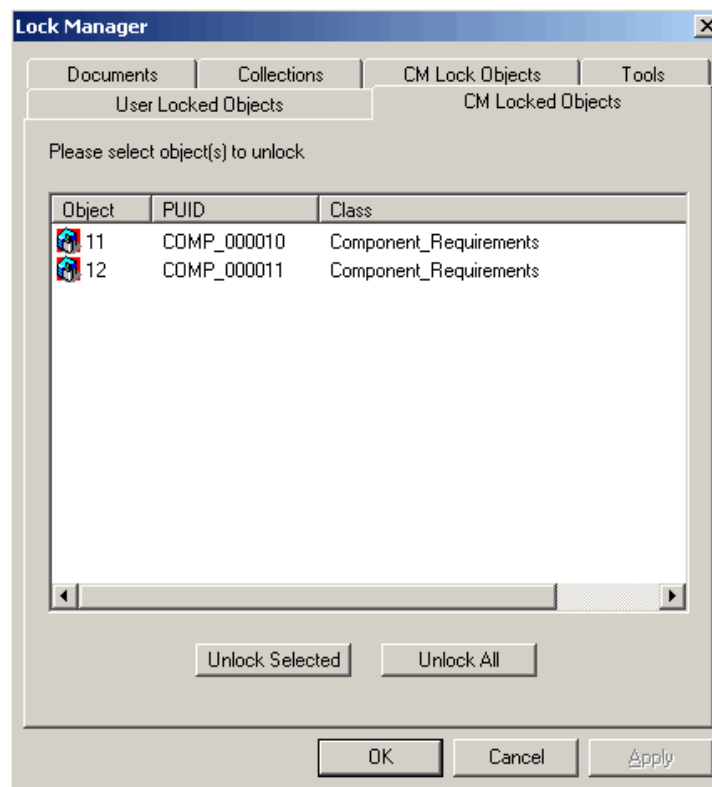 Lock Manager
Documents Collections CM Lock Objects Tools
User Locked Objects CM Locked Objects
Please select object(s) to unlock
Object PUID Class
11 COMP_000010 Component_Requirements
12 COMP_000011 Component_Requirements
Unlock Selected Unlock All
OK Cancel Apply